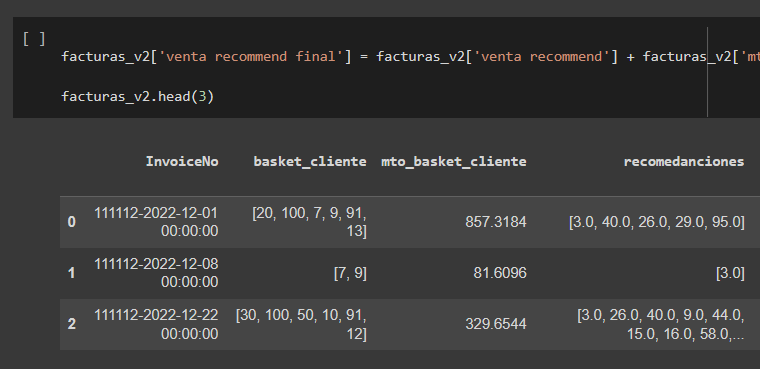 [ ]
facturas_v2['venta recommend final'] = facturas_v2['venta recommend'] + facturas_v2['mt
facturas_v2.head(3)
InvoiceNo basket_cliente mto_basket_cliente recomedanciones
0 111112-2022-12-01 00:00:00 [20, 100, 7, 9, 91, 13] 857.3184 [3.0, 40.0, 26.0, 29.0, 95.0]
1 111112-2022-12-08 00:00:00 [7, 9] 81.6096 [3.0]
2 111112-2022-12-22 00:00:00 [30, 100, 50, 10, 91, 12] 329.6544 [3.0, 26.0, 40.0, 9.0, 44.0, 15.0, 16.0, 58.0,...